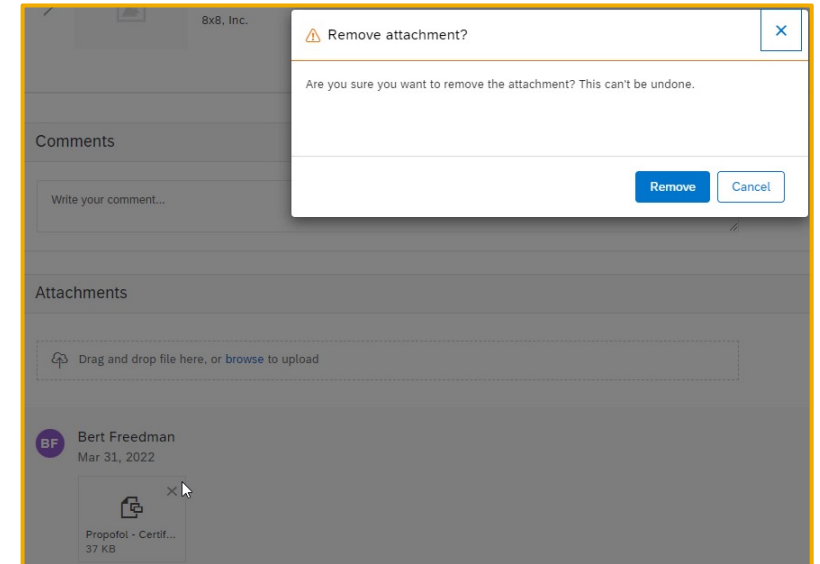 8x8, Inc.
Remove attachment?
Are you sure you want to remove the attachment? This can't be undone.
Remove
Cancel
Comments
Write your comment...
Attachments
Drag and drop file here, or browse to upload
BF
Bert Freedman
Mar 31, 2022
Propofol - Certif...
37 KB